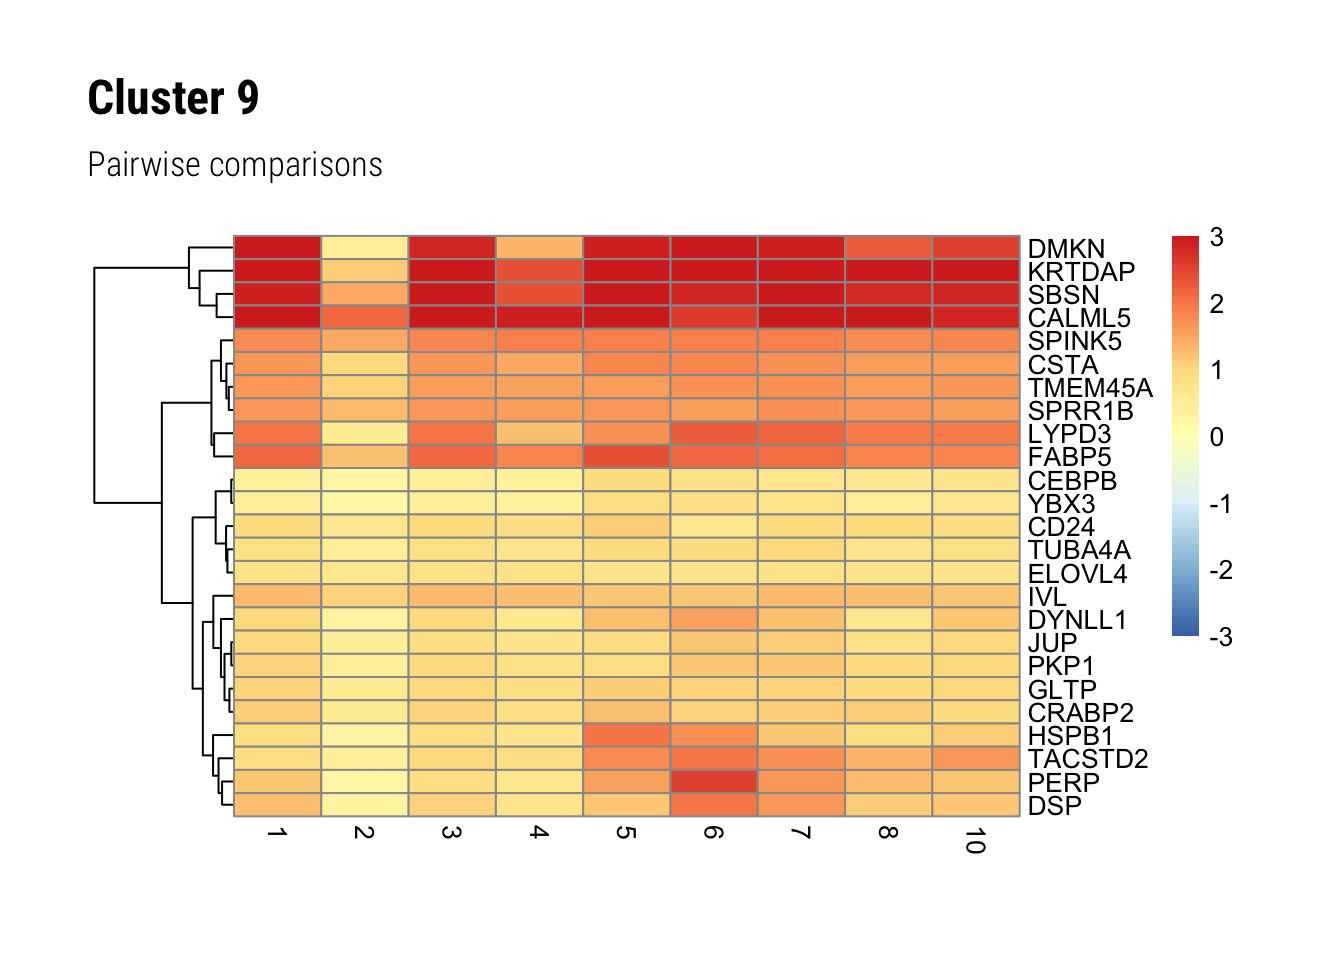 Cluster 9
Pairwise comparisons
DMKN
KRTDAP
SBSN
CALML5
SPINK5
CSTA
TMEM45A
SPRR1B
LYPD3
FABP5
CEBPB
YBX3
CD24
TUBA4A
ELOVL4
IVL
DYNLL1
JUP
PKP1
GLTP
CRABP2
HSPB1
TACSTD2
PERP
DSP
3
2
1
0
-1
-2
-3
1 2 3 4 5 6 7 8 10